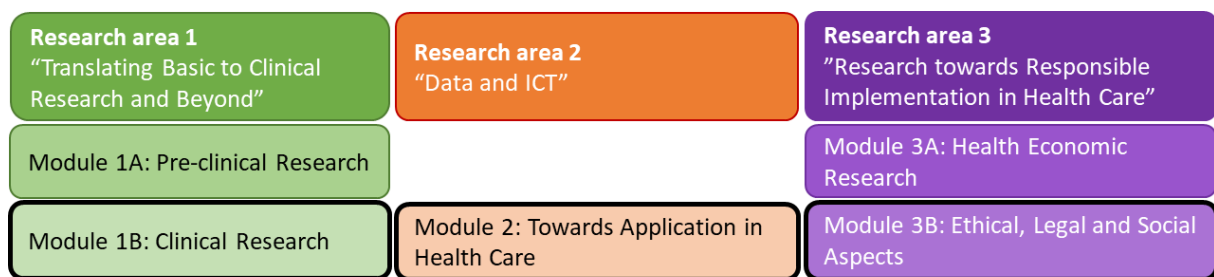 Research area 1
“Translating Basic to Clinical
Research and Beyond”
Research area 2
“Data and ICT”
Research area 3
”Research towards Responsible
Implementation in Health Care”
Module 1A: Pre-clinical Research
Module 3A: Health Economic
Research
Module 1B: Clinical Research
Module 2: Towards Application in
Health Care
Module 3B: Ethical, Legal and Social
Aspects